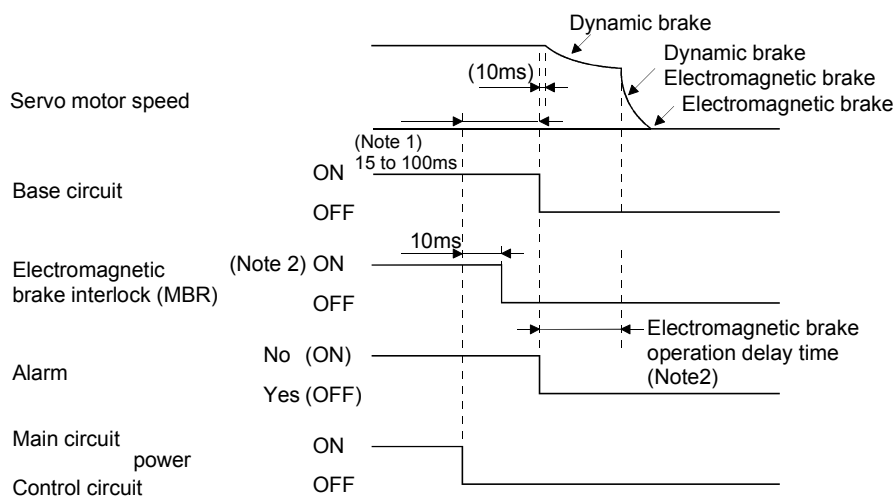 Dynamic brake
Dynamic brake
Electromagnetic brake
Electromagnetic brake
(10ms)
Servo motor speed
(Note 1)
15 to 100ms
Base circuit
ON
OFF
10ms
Electromagnetic
brake interlock (MBR)
(Note 2) ON
OFF
Electromagnetic brake
operation delay time
(Note2)
Alarm
No (ON)
Yes (OFF)
Main circuit
power
Control circuit
ON
OFF